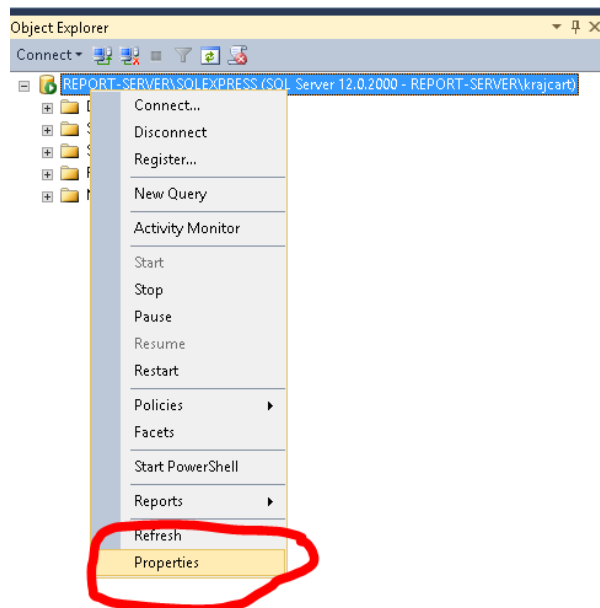 Object Explorer
Connect
REPORT-SERVER\SQLEXPRESS (SQL Server 12.0.2000 - REPORT-SERVER\krajcart)
Connect...
Disconnect
Register...
New Query
Activity Monitor
Start
Stop
Pause
Resume
Restart
Policies
Facets
Start PowerShell
Reports
Refresh
Properties